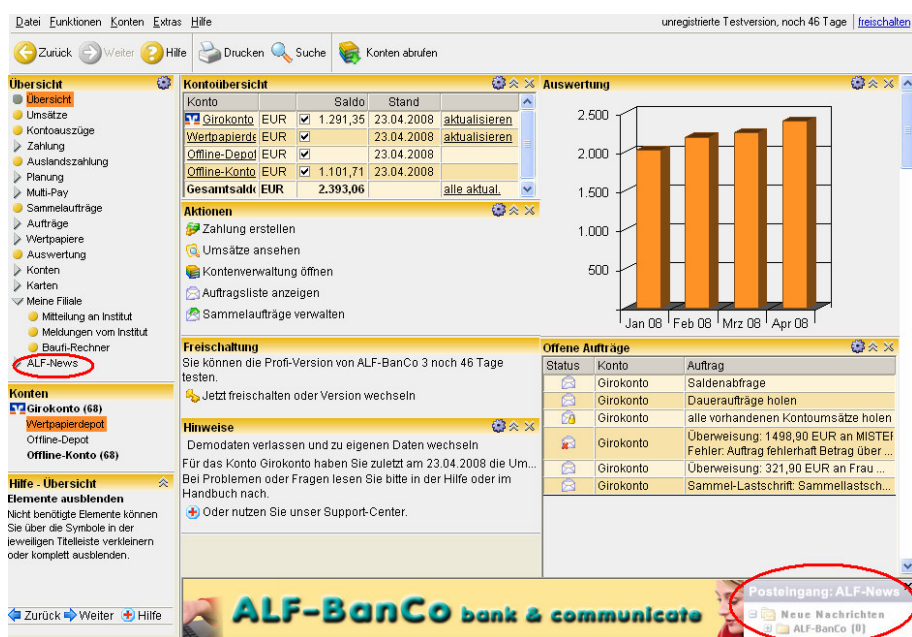 Datei Funktionen Konten Extras Hilfe
unregistrierte Testversion, noch 46 Tage freischalten
Zurück Weiter Hilfe Drucken Suche Konten abrufen
Übersicht
Übersicht
Umsätze
Kontoauszüge
Zahlung
Auslandszahlung
Planung
Multi-Pay
Sammelaufträge
Aufträge
Wertpapiere
Auswertung
Konten
Karten
Meine Filiale
Mitteilung an Institut
Meldungen vom Institut
Baufi-Rechner
ALF-News
Konten
Girokonto (68)
Wertpapierdepot
Offline-Depot
Offline-Konto (68)
Hilfe - Übersicht
Elemente ausblenden
Nicht benötigte Elemente können
Sie über die Symbole in der
jeweiligen Titelleiste verkleinern
oder komplett ausblenden.
Zurück Weiter Hilfe
Kontoübersicht
Konto Saldo Stand
Girokonto EUR 1.291,35 23.04.2008 aktualisieren
Wertpapierde EUR 23.04.2008 aktualisieren
Offline-Depot EUR 23.04.2008
Offline-Konto EUR 1.101,71 23.04.2008
Gesamtsaldo EUR 2.393,06 alle aktual.
Aktionen
Zahlung erstellen
Umsätze ansehen
Kontenverwaltung öffnen
Auftragsliste anzeigen
Sammelaufträge verwalten
Freischaltung
Sie können die Profi-Version von ALF-BanCo 3 noch 46 Tage
testen.
Jetzt freischalten oder Version wechseln
Hinweise
Demodaten verlassen und zu eigenen Daten wechseln
Für das Konto Girokonto haben Sie zuletzt am 23.04.2008 die Um...
Bei Problemen oder Fragen lesen Sie bitte in der Hilfe oder im
Handbuch nach.
Oder nutzen Sie unser Support-Center.
Auswertung
2.500
2.000
1.500
1.000
500
Jan 08 Feb 08 Mrz 08 Apr 08
Offene Aufträge
Status Konto Auftrag
Girokonto Saldenabfrage
Girokonto Daueraufträge holen
Girokonto alle vorhandenen Kontoumsätze holen
Girokonto Überweisung: 1498,90 EUR an MISTER
Fehler: Auftrag fehlerhaft Betrag über ...
Girokonto Überweisung: 321,90 EUR an Frau ...
Girokonto Sammel-Lastschrift: Sammellastsch...
ALF-BanCo bank & communicate
Posteingang: ALF-News
Neue Nachrichten
ALF-BanCo (0)